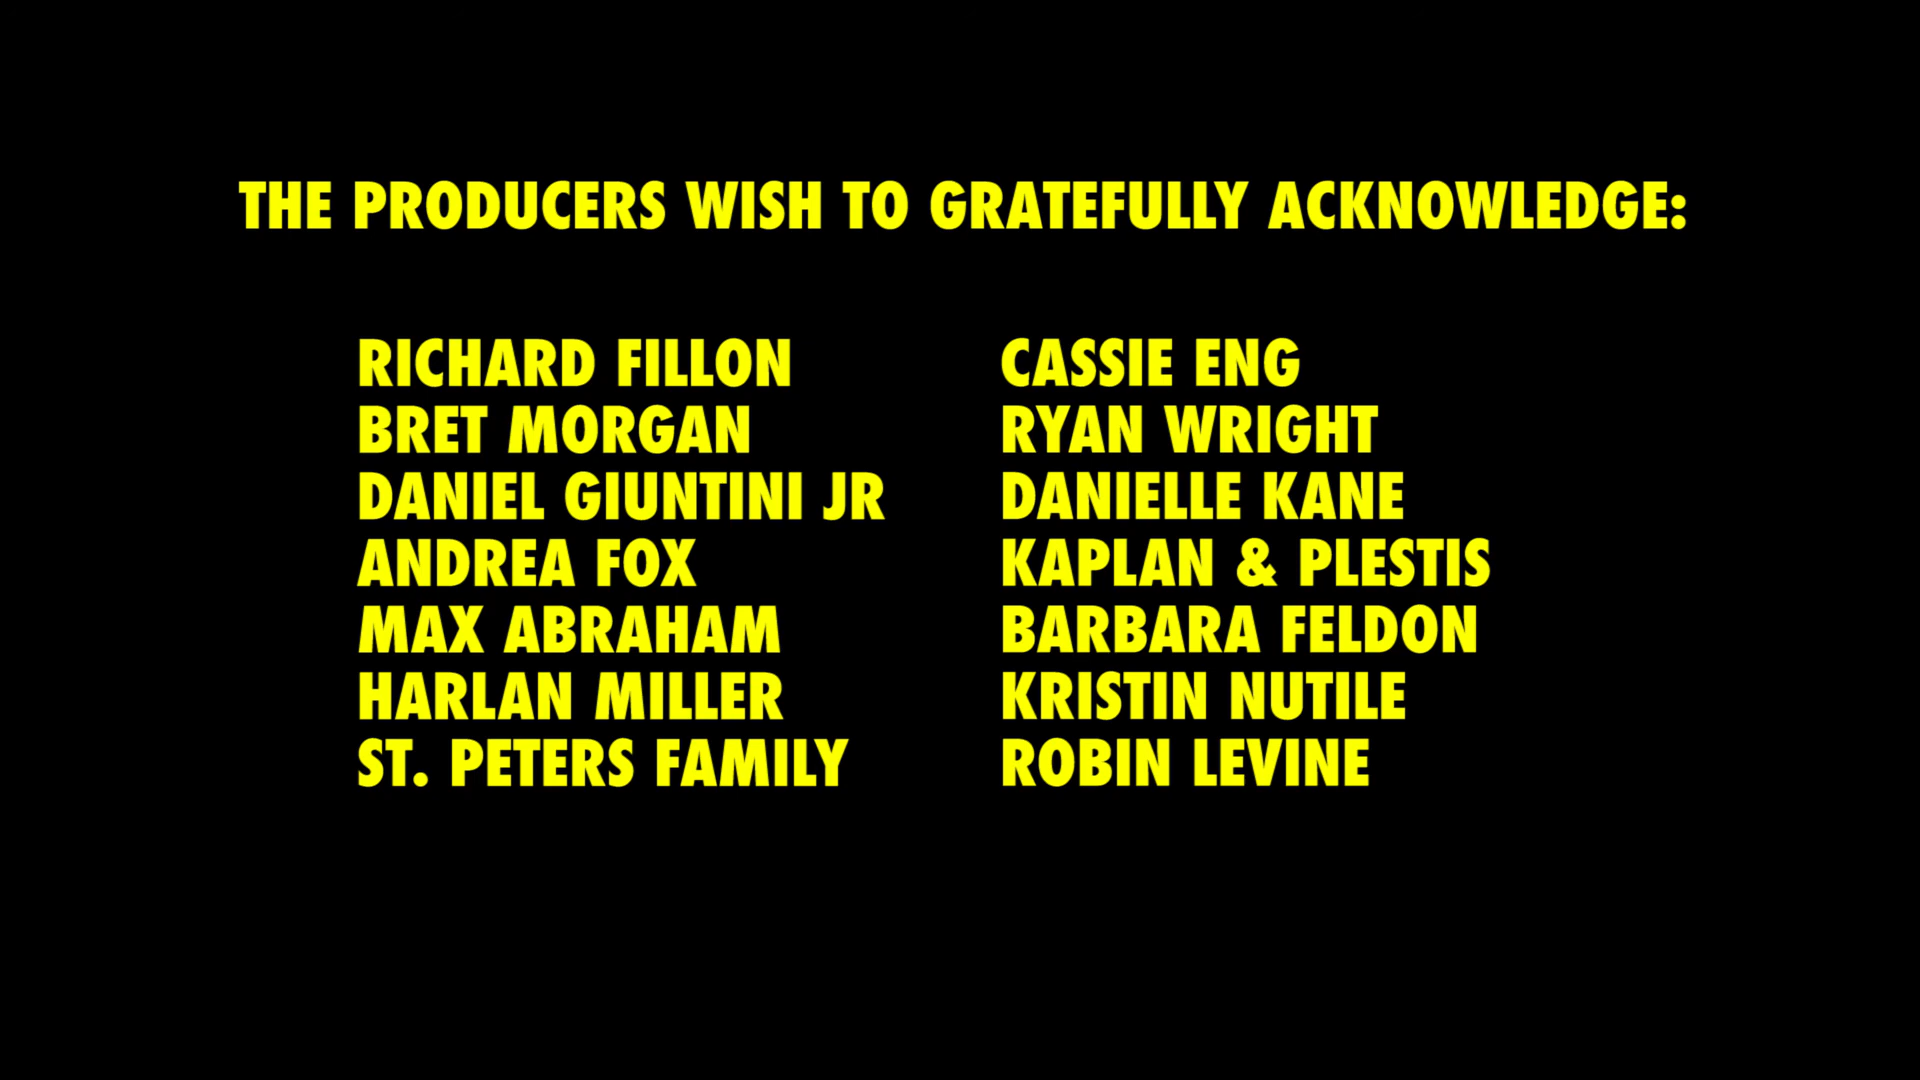 THE PRODUCERS WISH TO GRATEFULLY ACKNOWLEDGE:
RICHARD FILLON
BRET MORGAN
DANIEL GIUNTINI JR
ANDREA FOX
MAX ABRAHAM
HARLAN MILLER
ST. PETERS FAMILY
CASSIE ENG
RYAN WRIGHT
DANIELLE KANE
KAPLAN & PLESTIS
BARBARA FELDON
KRISTIN NUTILE
ROBIN LEVINE